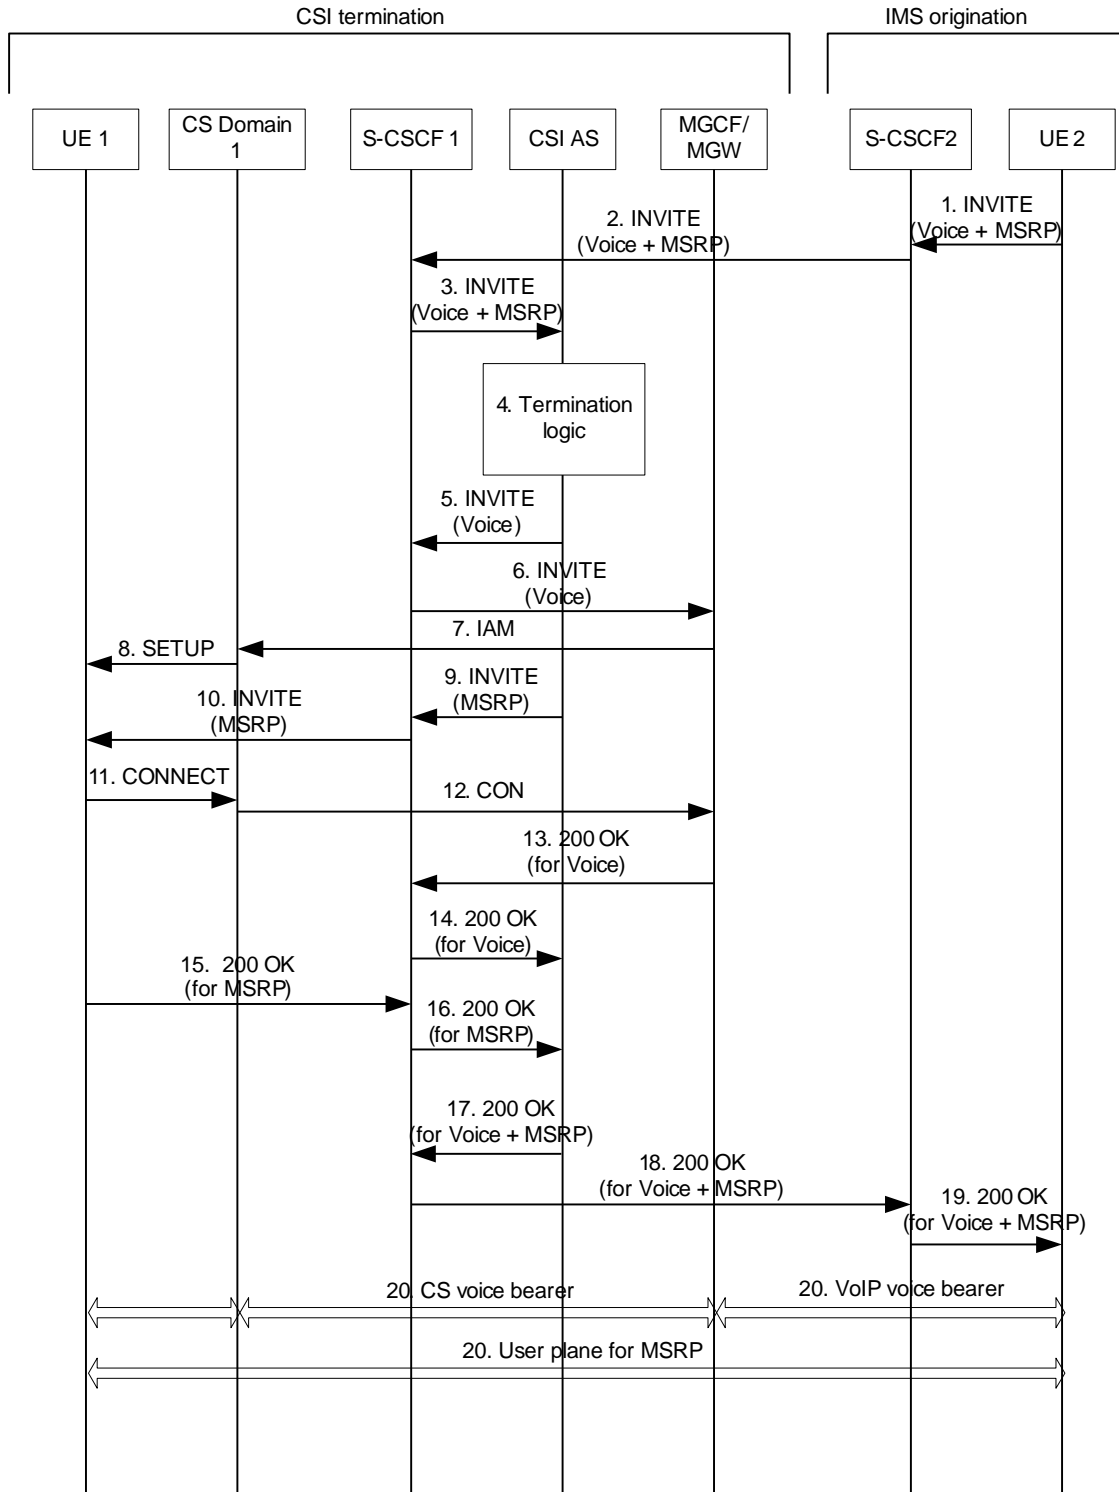 CSI termination
IMS origination
UE 1
CS Domain
1
S-CSCF 1
CSI AS
MGCF/
MGW
S-CSCF2
UE 2
1. INVITE
(Voice + MSRP)
2. INVITE
(Voice + MSRP)
3. INVITE
(Voice + MSRP)
4. Termination
logic
5. INVITE
(Voice)
6. INVITE
(Voice)
7. IAM
8. SETUP
9. INVITE
(MSRP)
10. INVITE
(MSRP)
11. CONNECT
12. CON
13. 200 OK
(for Voice)
14. 200 OK
(for Voice)
15. 200 OK
(for MSRP)
16. 200 OK
(for MSRP)
17. 200 OK
(for Voice + MSRP)
18. 200 OK
(for Voice + MSRP)
19. 200 OK
(for Voice + MSRP)
20. CS voice bearer
20. VoIP voice bearer
20. User plane for MSRP